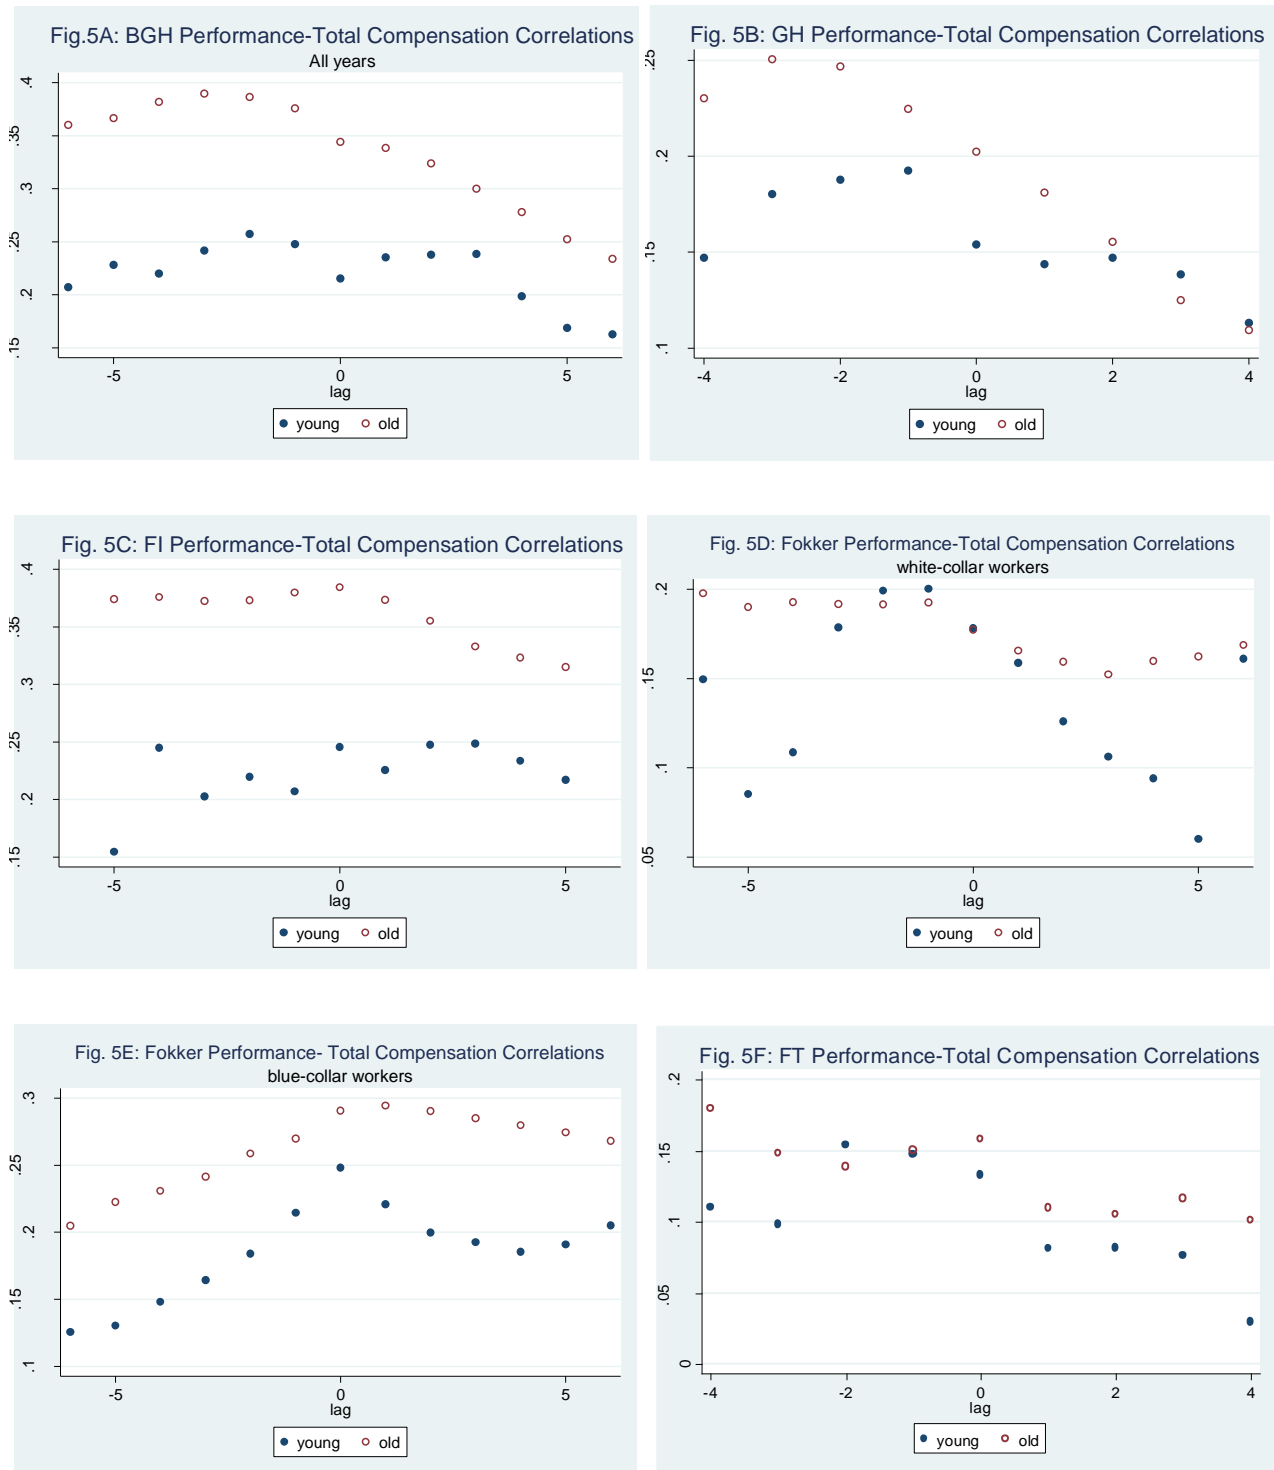 Fig.5A: BGH Performance-Total Compensation Correlations
All years
.4
.35
.3
.25
.2
.15
-5 0 5
lag
young old
Fig. 5B: GH Performance-Total Compensation Correlations
.25
.2
.15
.1
-4 -2 0 2 4
lag
young old
Fig. 5C: FI Performance-Total Compensation Correlations
.4
.35
.3
.25
.2
.15
-5 0 5
lag
young old
Fig. 5D: Fokker Performance-Total Compensation Correlations
white-collar workers
.2
.15
.1
.05
-5 0 5
lag
young old
Fig. 5E: Fokker Performance- Total Compensation Correlations
blue-collar workers
.3
.25
.2
.15
.1
-5 0 5
lag
young old
Fig. 5F: FT Performance-Total Compensation Correlations
.2
.15
.1
.05
0
-4 -2 0 2 4
lag
young old